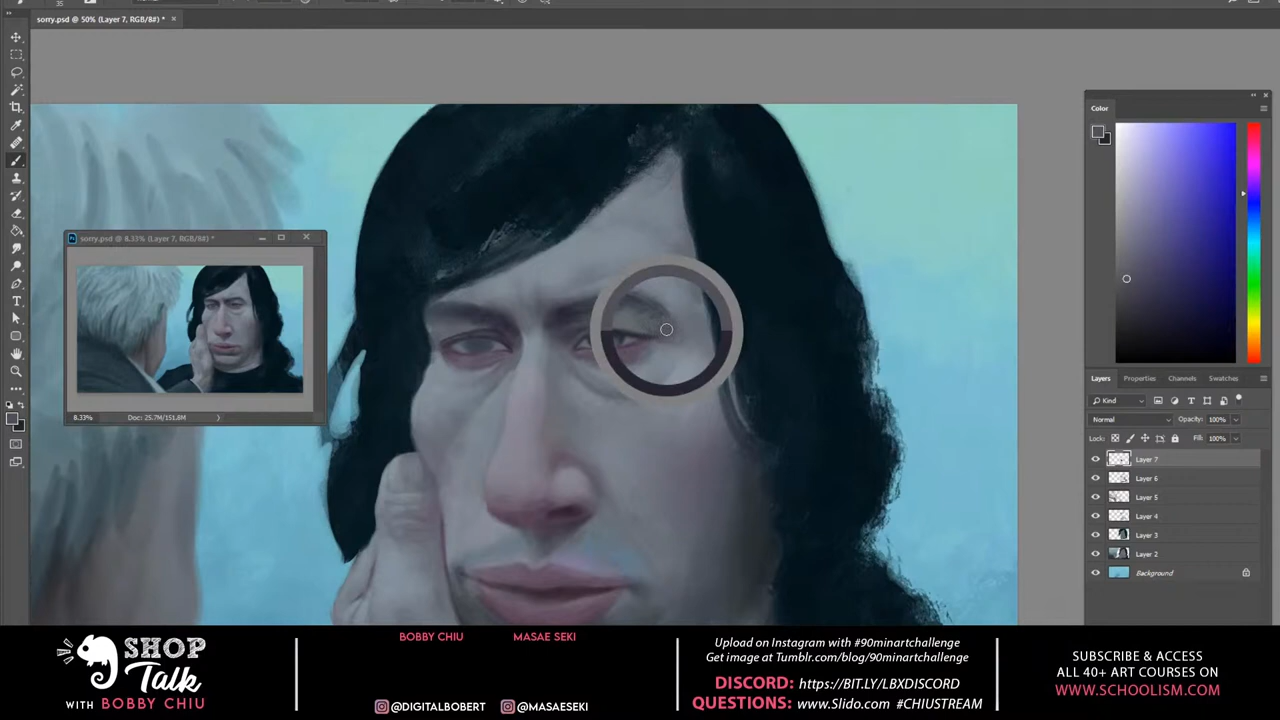 35
sorry.psd @ 50% (Layer 7, RGB/8#) * ×
Color
sorry.psd @ 8.33% (Layer 7, RGB/8#) *
8.33% Doc: 25.7M/151.8M
Layers Properties Channels Swatches
Kind
Normal Opacity: 100%
Lock: Fill: 100%
Layer 7
Layer 6
Layer 5
Layer 4
Layer 3
Layer 2
Background
SHOP
Talk
WITH BOBBY CHIU
BOBBY CHIU MASAE SEKI
@DIGITALBOBERT @MASAESEKI
Upload on Instagram with #90minartchallenge
Get image at Tumblr.com/blog/90minartchallenge
DISCORD: https://BIT.LY/LBXDISCORD
QUESTIONS: www.Slido.com #CHIUSTREAM
SUBSCRIBE & ACCESS
ALL 40+ ART COURSES ON
WWW.SCHOOLISM.COM